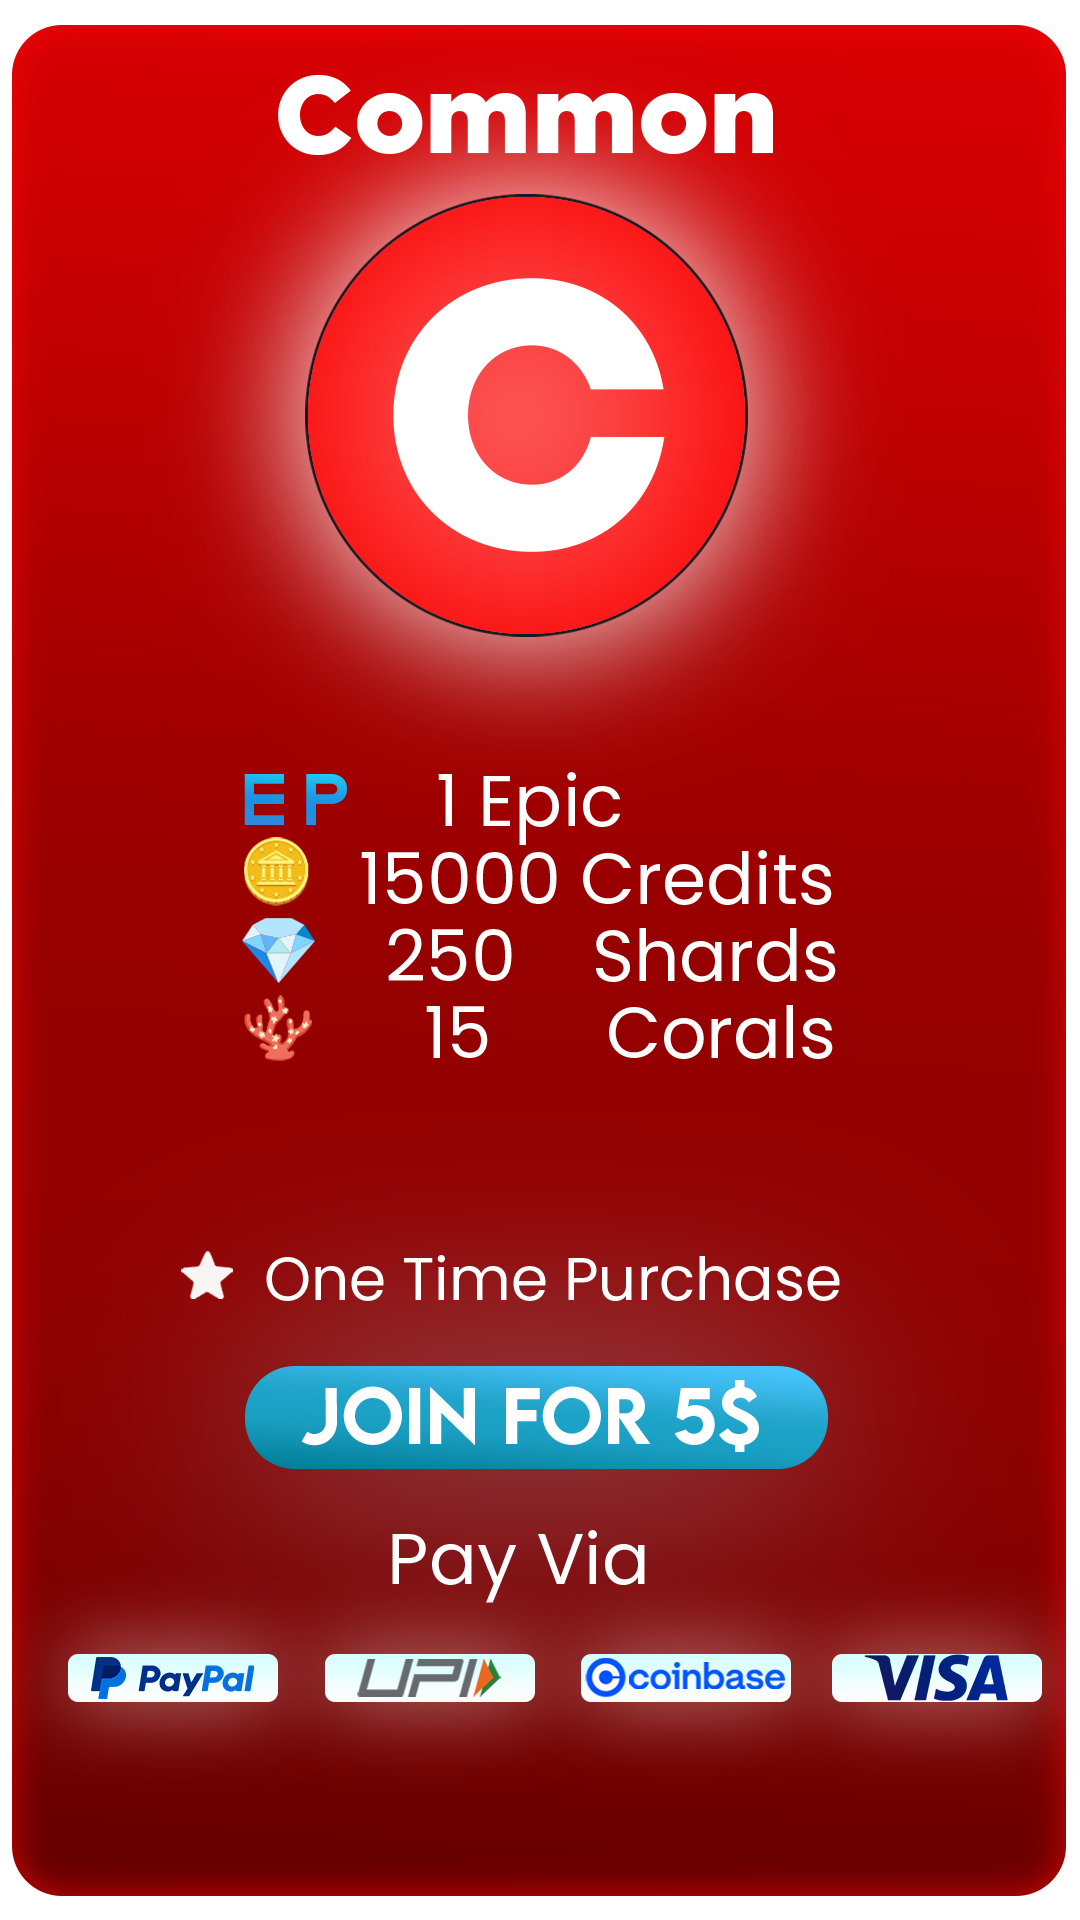 Common
C
EP 1 Epic
15000 Credits
250 Shards
15 Corals
One Time Purchase
JOIN FOR 5$
Pay Via
PayPal UPI coinbase VISA